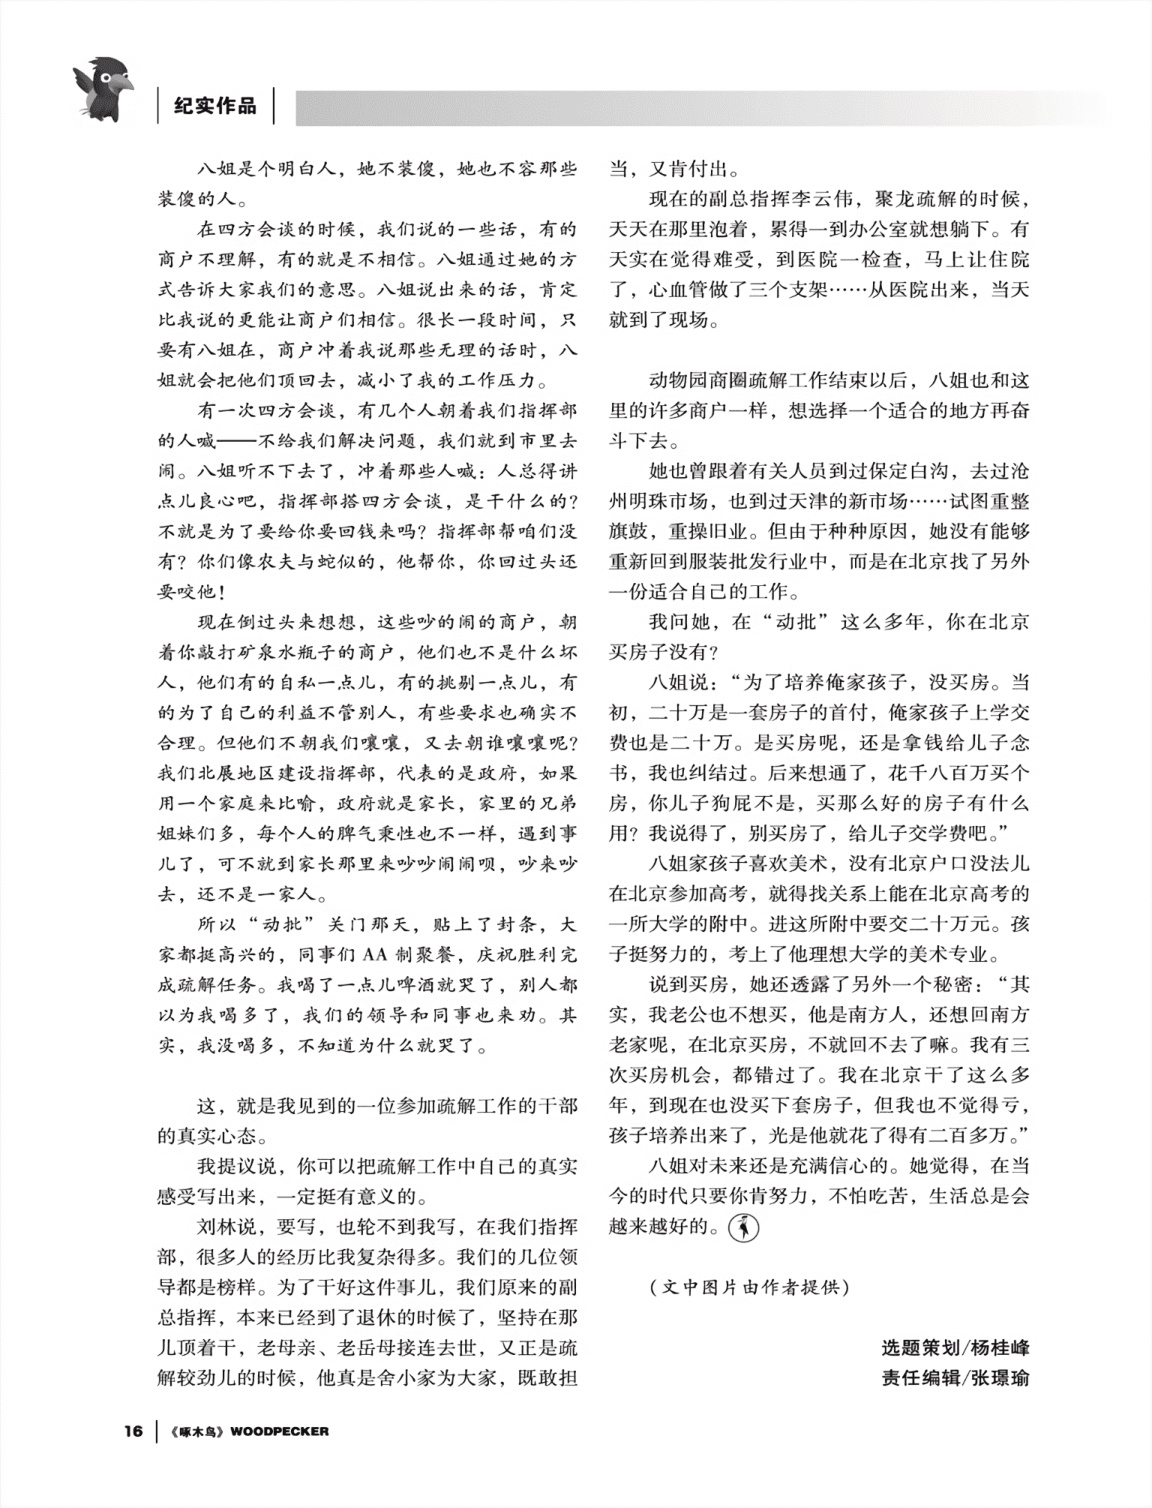 纪实作品
八姐是个明白人，她不装傻，她也不容那些
装傻的人。
在四方会谈的时候，我们说的一些话，有的
商户不理解，有的就是不相信。八姐通过她的方
式告诉大家我们的意思。八姐说出来的话，肯定
比我说的更能让商户们相信。很长一段时间，只
要有八姐在，商户冲着我说那些无理的话时，八
姐就会把他们顶回去，减小了我的工作压力。
有一次四方会谈，有几个人朝着我们指挥部
的人喊——不给我们解决问题，我们就到市里去
闹。八姐听不下去了，冲着那些人喊：人总得讲
点儿良心吧，指挥部搭四方会谈，是干什么的？
不就是为了要给你要回钱来吗？指挥部帮咱们没
有？你们像农夫与蛇似的，他帮你，你回过头还
要咬他！
现在倒过头来想想，这些吵的闹的商户，朝
着你敲打矿泉水瓶子的商户，他们也不是什么坏
人，他们有的自私一点儿，有的挑剔一点儿，有
的为了自己的利益不管别人，有些要求也确实不
合理。但他们不朝我们嚷嚷，又去朝谁嚷嚷呢？
我们北展地区建设指挥部，代表的是政府，如果
用一个家庭来比喻，政府就是家长，家里的兄弟
姐妹们多，每个人的脾气秉性也不一样，遇到事
儿了，可不就到家长那里来吵吵闹闹呗，吵来吵
去，还不是一家人。
所以“动批”关门那天，贴上了封条，大
家都挺高兴的，同事们 AA 制聚餐，庆祝胜利完
成疏解任务。我喝了一点儿啤酒就哭了，别人都
以为我喝多了，我们的领导和同事也来劝。其
实，我没喝多，不知道为什么就哭了。
这，就是我见到的一位参加疏解工作的干部
的真实心态。
我提议说，你可以把疏解工作中自己的真实
感受写出来，一定挺有意义的。
刘林说，要写，也轮不到我写，在我们指挥
部，很多人的经历比我复杂得多。我们的几位领
导都是榜样。为了干好这件事儿，我们原来的副
总指挥，本来已经到了退休的时候了，坚持在那
儿顶着干，老母亲、老岳母接连去世，又正是疏
解较劲儿的时候，他真是舍小家为大家，既敢担
当，又肯付出。
现在的副总指挥李云伟，聚龙疏解的时候，
天天在那里泡着，累得一到办公室就想躺下。有
天实在觉得难受，到医院一检查，马上让住院
了，心血管做了三个支架……从医院出来，当天
就到了现场。
动物园商圈疏解工作结束以后，八姐也和这
里的许多商户一样，想选择一个适合的地方再奋
斗下去。
她也曾跟着有关人员到过保定白沟，去过沧
州明珠市场，也到过天津的新市场……试图重整
旗鼓，重操旧业。但由于种种原因，她没有能够
重新回到服装批发行业中，而是在北京找了另外
一份适合自己的工作。
我问她，在“动批”这么多年，你在北京
买房子没有？
八姐说：“为了培养俺家孩子，没买房。当
初，二十万是一套房子的首付，俺家孩子上学交
费也是二十万。是买房呢，还是拿钱给儿子念
书，我也纠结过。后来想通了，花千八百万买个
房，你儿子狗屁不是，买那么好的房子有什么
用？我说得了，别买房了，给儿子交学费吧。”
八姐家孩子喜欢美术，没有北京户口没法儿
在北京参加高考，就得找关系上能在北京高考的
一所大学的附中。进这所附中要交二十万元。孩
子挺努力的，考上了他理想大学的美术专业。
说到买房，她还透露了另外一个秘密：“其
实，我老公也不想买，他是南方人，还想回南方
老家呢，在北京买房，不就回不去了嘛。我有三
次买房机会，都错过了。我在北京干了这么多
年，到现在也没买下套房子，但我也不觉得亏，
孩子培养出来了，光是他就花了得有二百多万。”
八姐对未来还是充满信心的。她觉得，在当
今的时代只要你肯努力，不怕吃苦，生活总是会
越来越好的。
（文中图片由作者提供）
选题策划/杨桂峰
责任编辑/张璟瑜
16 《啄木鸟》WOODPECKER